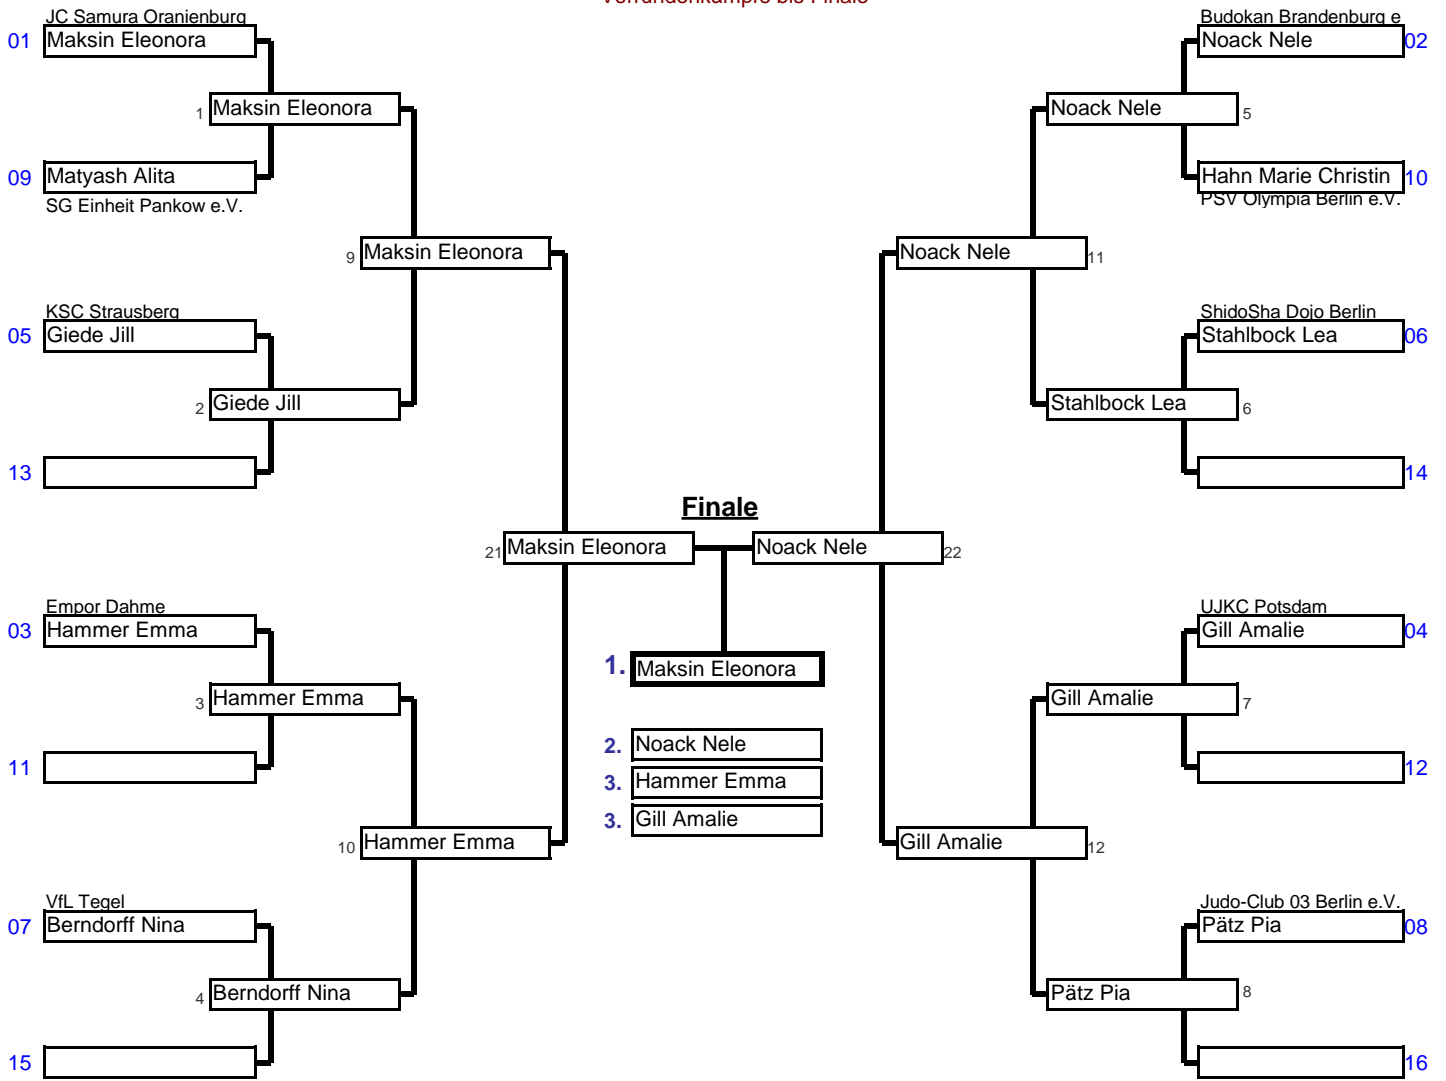 Vorrundenkämpfe bis Finale
JC Samura Oranienburg
01 Maksin Eleonora
1 Maksin Eleonora
09 Matyash Alita
SG Einheit Pankow e.V.
9 Maksin Eleonora
KSC Strausberg
05 Giede Jill
2 Giede Jill
13
21 Maksin Eleonora
Empor Dahme
03 Hammer Emma
3 Hammer Emma
11
10 Hammer Emma
VfL Tegel
07 Berndorff Nina
4 Berndorff Nina
15
Finale
1. Maksin Eleonora
2. Noack Nele
3. Hammer Emma
3. Gill Amalie
Budokan Brandenburg e
Noack Nele 02
Noack Nele 5
Hahn Marie Christin 10
PSV Olympia Berlin e.V.
Noack Nele 11
ShidoSha Dojo Berlin
Stahlbock Lea 06
Stahlbock Lea 6
14
Noack Nele 22
UJKC Potsdam
Gill Amalie 04
Gill Amalie 7
12
Gill Amalie 12
Judo-Club 03 Berlin e.V.
Pätz Pia 08
Pätz Pia 8
16